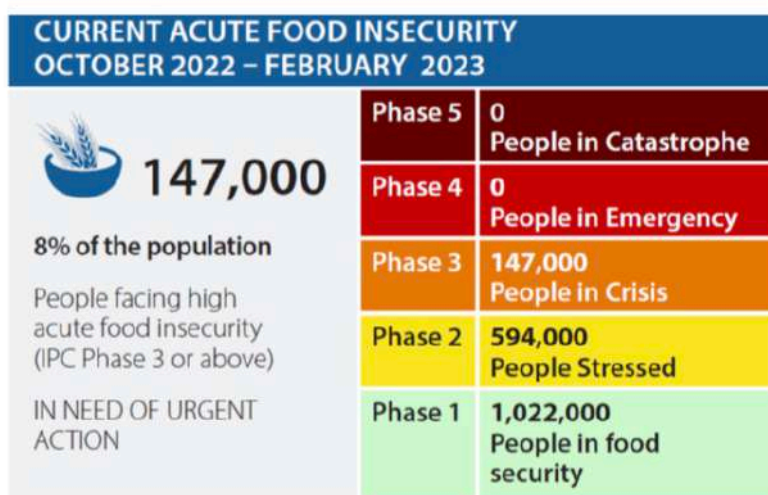 CURRENT ACUTE FOOD INSECURITY
OCTOBER 2022 – FEBRUARY 2023
147,000
8% of the population
People facing high
acute food insecurity
(IPC Phase 3 or above)
IN NEED OF URGENT
ACTION
Phase 5
0
People in Catastrophe
Phase 4
0
People in Emergency
Phase 3
147,000
People in Crisis
Phase 2
594,000
People Stressed
Phase 1
1,022,000
People in food
security